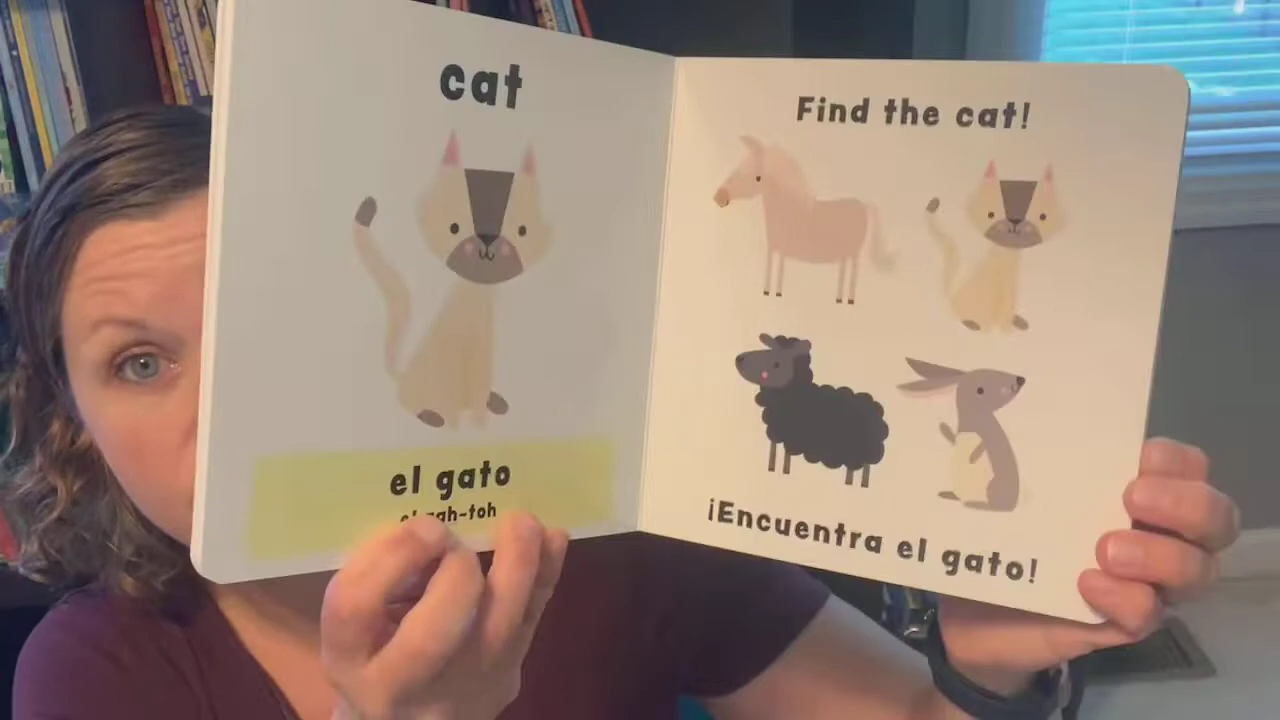 cat
el gato
Find the cat!
¡Encuentra el gato!